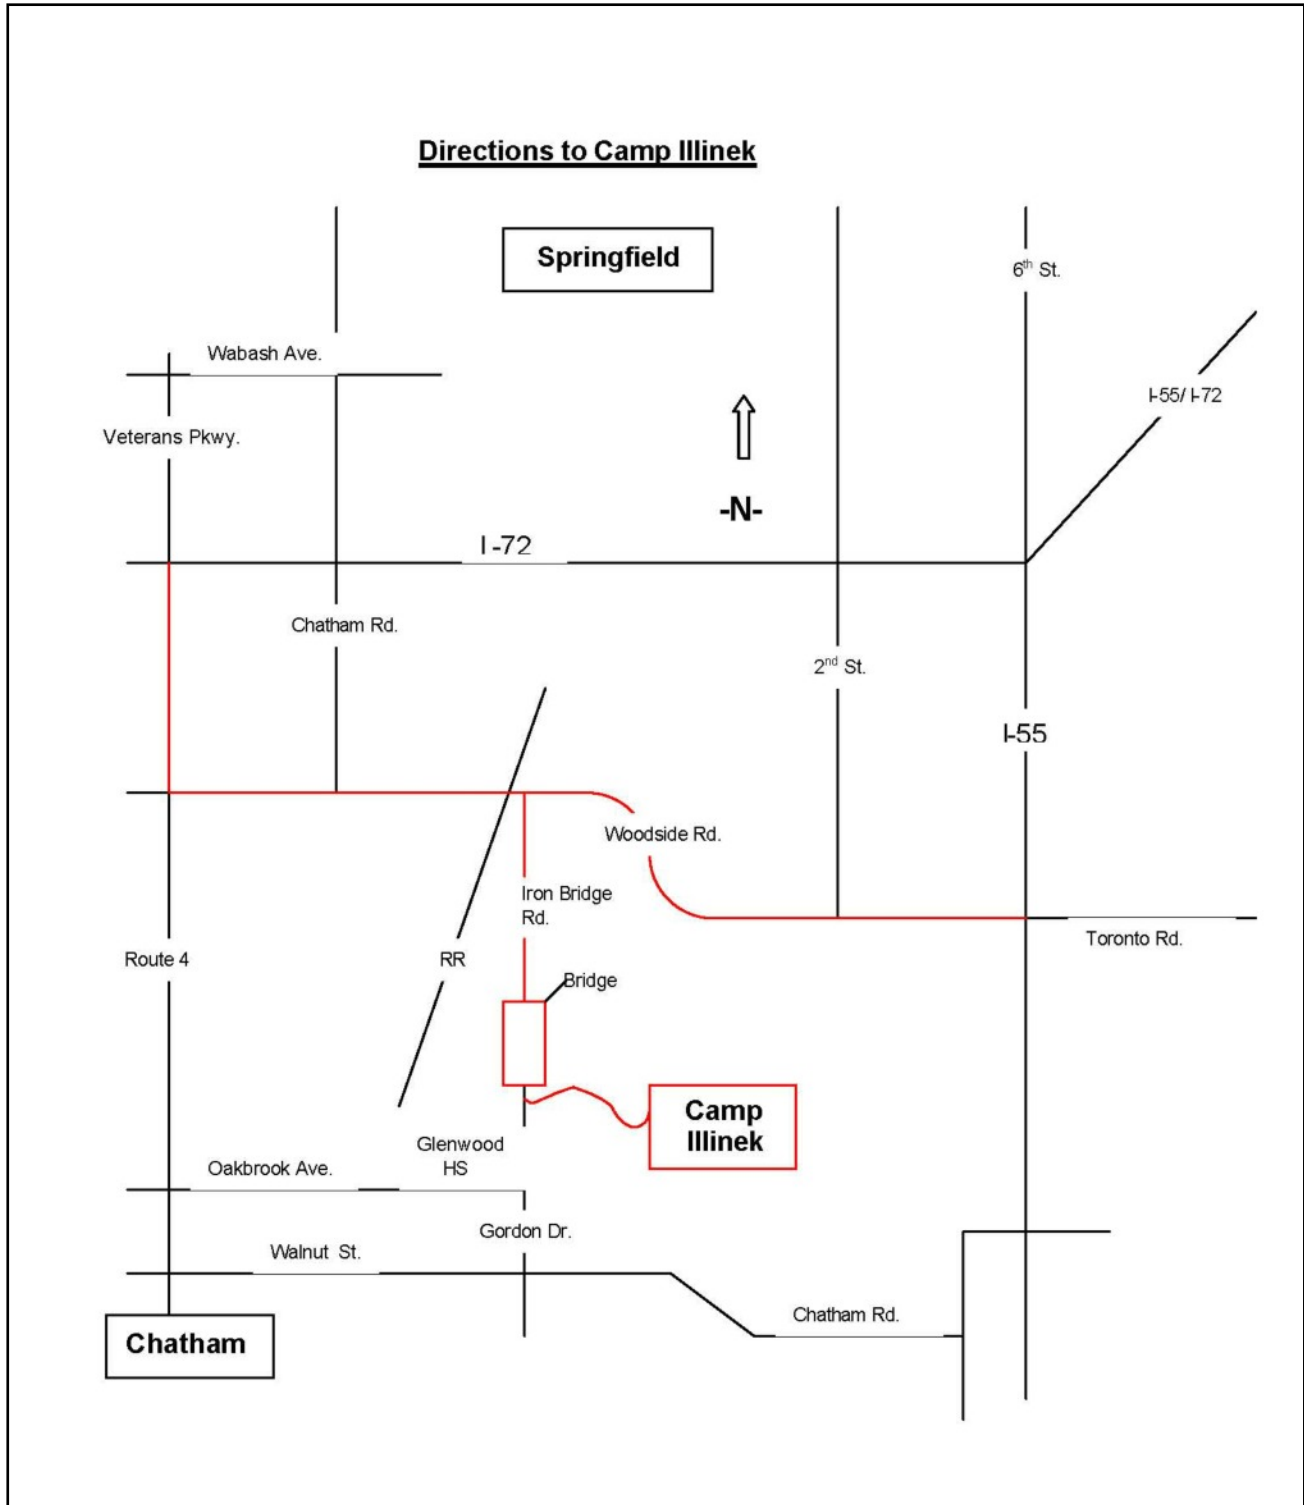 Directions to Camp Illinek
Springfield
6th St.
Wabash Ave.
I-55/ I-72
Veterans Pkwy.
-N-
I -72
Chatham Rd.
2nd St.
I-55
Woodside Rd.
Iron Bridge
Rd.
Toronto Rd.
Route 4
RR
Bridge
Camp
Illinek
Glenwood
HS
Oakbrook Ave.
Gordon Dr.
Walnut St.
Chatham Rd.
Chatham